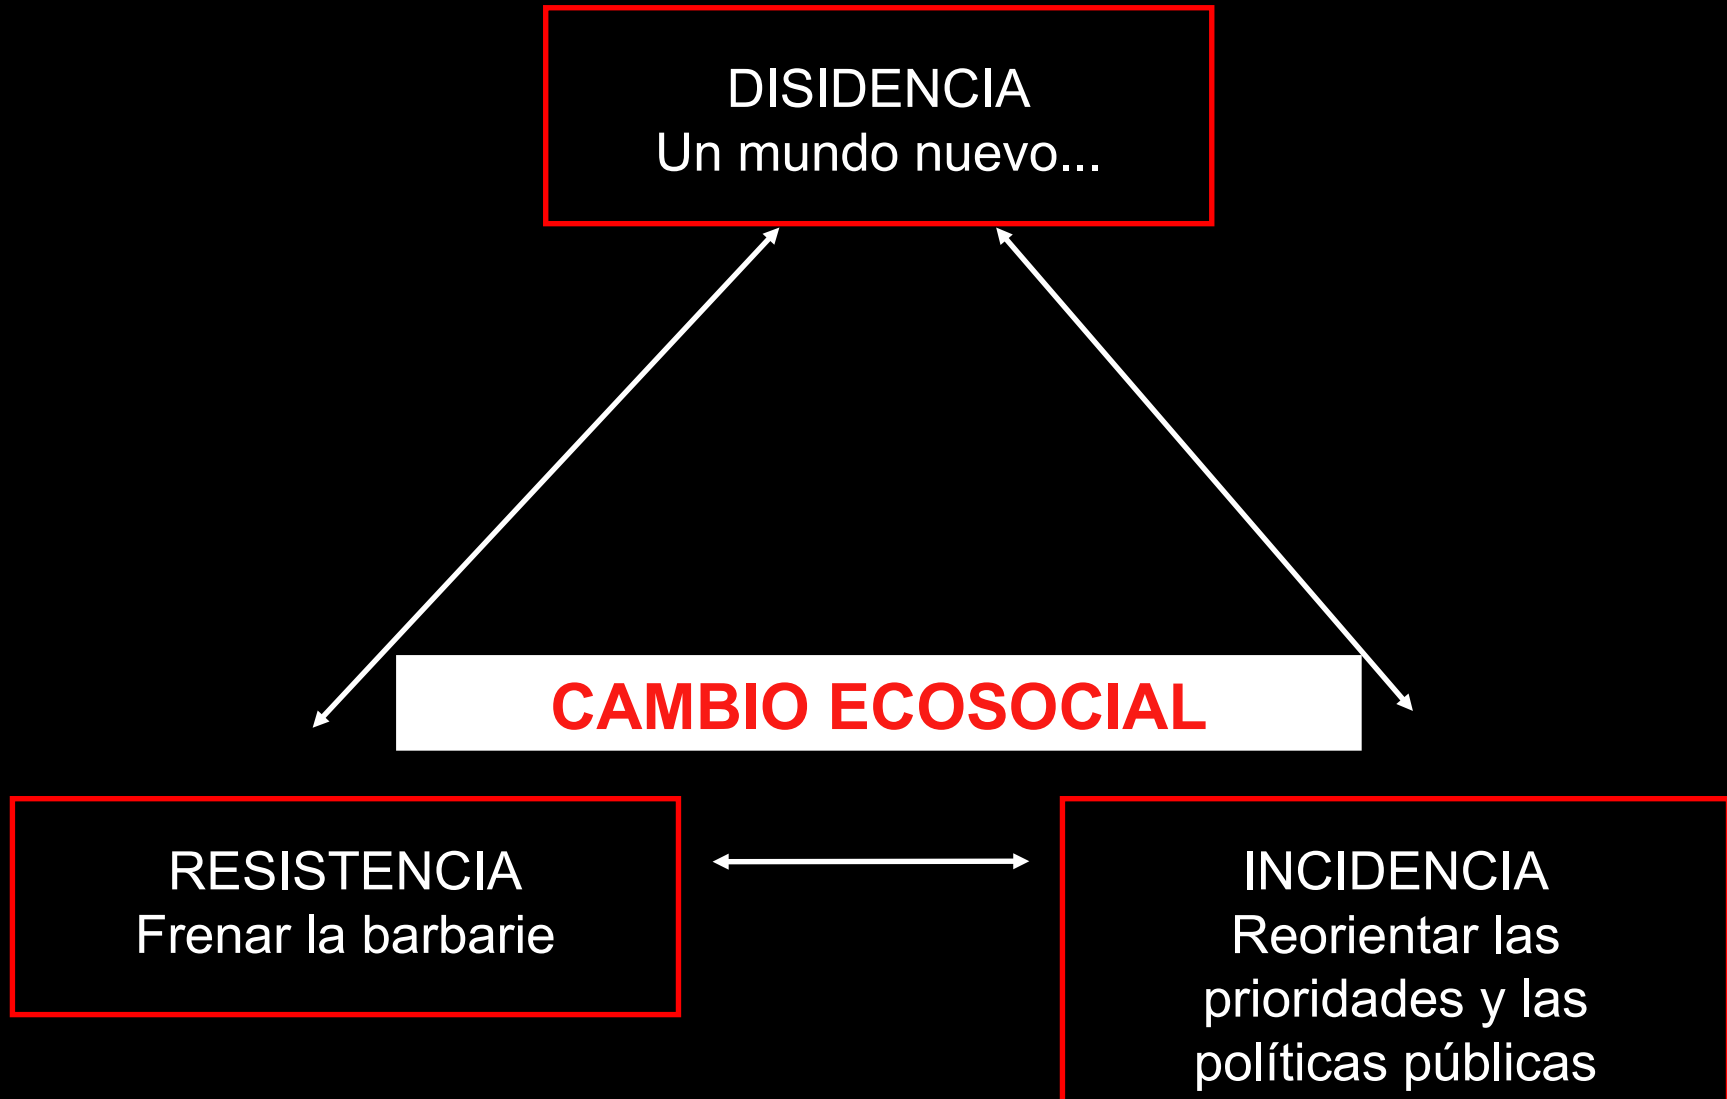 DISIDENCIA
Un mundo nuevo...
CAMBIO ECOSOCIAL
RESISTENCIA
Frenar la barbarie
INCIDENCIA
Reorientar las
prioridades y las
políticas públicas